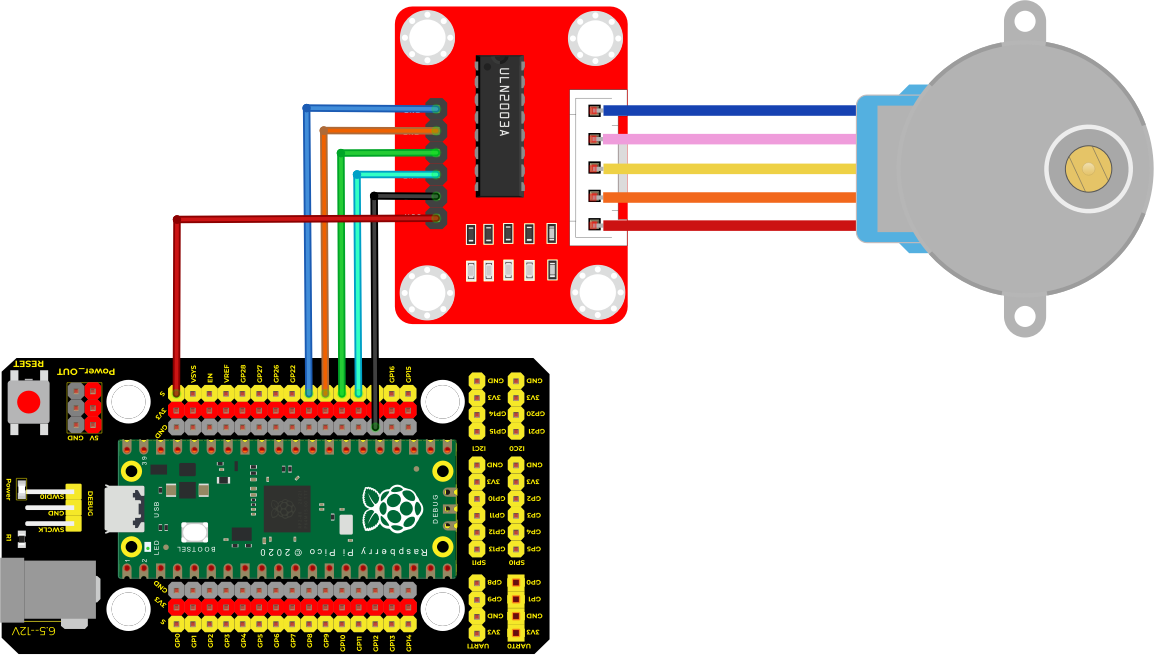 ULN2003A
RESET
Power_OUT
GND
5V
S
3V3
GND
VSYS
EN
VREF
GP28
GP27
GP26
GP22
GP16
GP15
GND
3V3
GP14
GP15
I2C1
GND
3V3
GP20
GP21
I2C0
GND
3V3
GP10
GP11
GP12
GP13
SPI1
GND
3V3
GP2
GP3
GP4
GP5
SPI0
GP8
GP9
GND
3V3
UART1
GP0
GP1
GND
3V3
UART0
Power
SWDIO
GND
SWCLK
DEBUG
R1
39
USB
LED
1
2
BOOTSEL
DEBUG
Raspberry Pi Pico © 2020
6.5--12V
GND
3V3
S
GP0
GP1
GP2
GP3
GP4
GP5
GP6
GP7
GP8
GP9
GP10
GP11
GP12
GP13
GP14